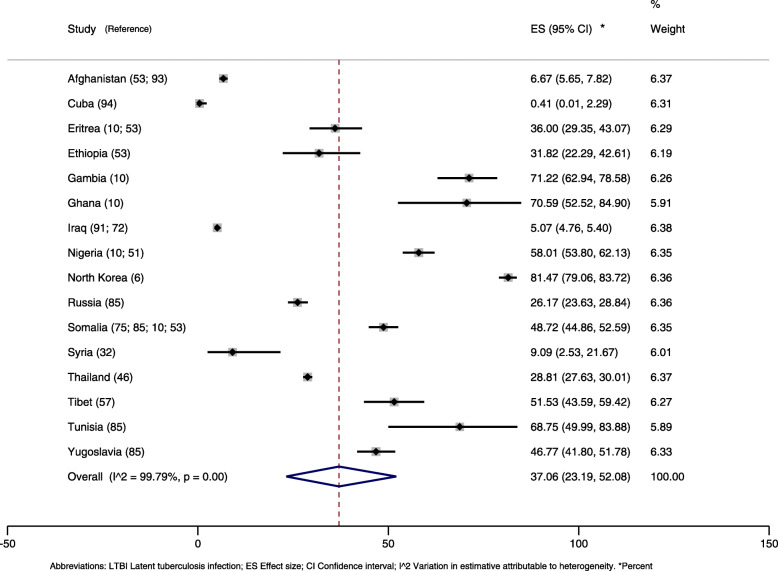 %
Study (Reference) ES (95% CI) * Weight
Afghanistan (53; 93) 6.67 (5.65, 7.82) 6.37
Cuba (94) 0.41 (0.01, 2.29) 6.31
Eritrea (10; 53) 36.00 (29.35, 43.07) 6.29
Ethiopia (53) 31.82 (22.29, 42.61) 6.19
Gambia (10) 71.22 (62.94, 78.58) 6.26
Ghana (10) 70.59 (52.52, 84.90) 5.91
Iraq (91; 72) 5.07 (4.76, 5.40) 6.38
Nigeria (10; 51) 58.01 (53.80, 62.13) 6.35
North Korea (6) 81.47 (79.06, 83.72) 6.36
Russia (85) 26.17 (23.63, 28.84) 6.36
Somalia (75; 85; 10; 53) 48.72 (44.86, 52.59) 6.35
Syria (32) 9.09 (2.53, 21.67) 6.01
Thailand (46) 28.81 (27.63, 30.01) 6.37
Tibet (57) 51.53 (43.59, 59.42) 6.27
Tunisia (85) 68.75 (49.99, 83.88) 5.89
Yugoslavia (85) 46.77 (41.80, 51.78) 6.33
Overall (I^2 = 99.79%, p = 0.00) 37.06 (23.19, 52.08) 100.00
-50 0 50 100 150
Abbreviations: LTBI Latent tuberculosis infection; ES Effect size; CI Confidence interval; I^2 Variation in estimative attributable to heterogeneity. *Percent